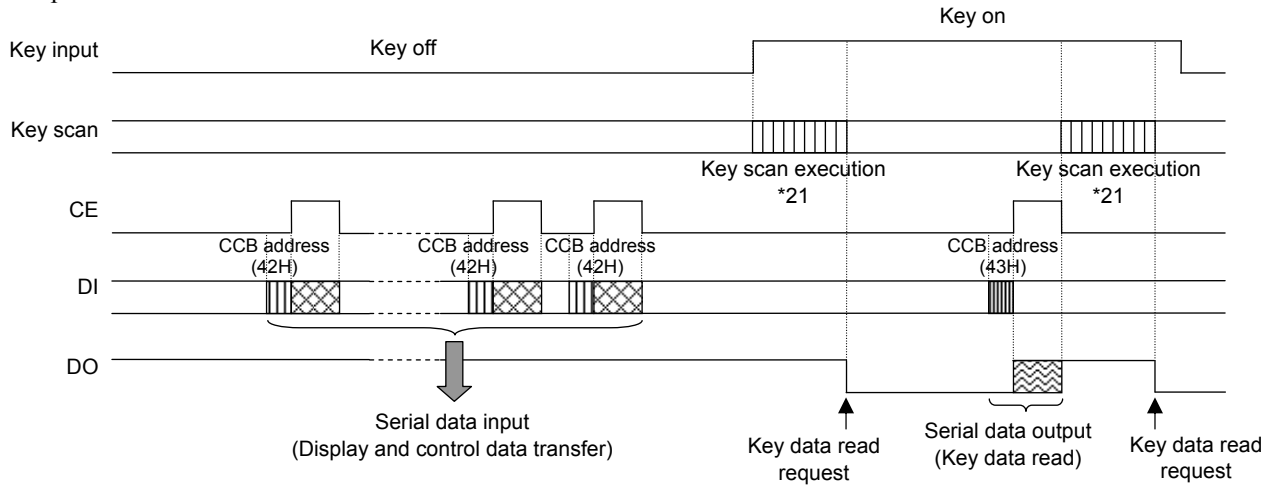 Key on
Key input
Key off
Key scan
Key scan execution
*21
Key scan execution
*21
CE
CCB address
(42H)
CCB address
(42H)
CCB address
(42H)
CCB address
(43H)
DI
DO
Serial data input
(Display and control data transfer)
Key data read
request
Serial data output
(Key data read)
Key data read
request